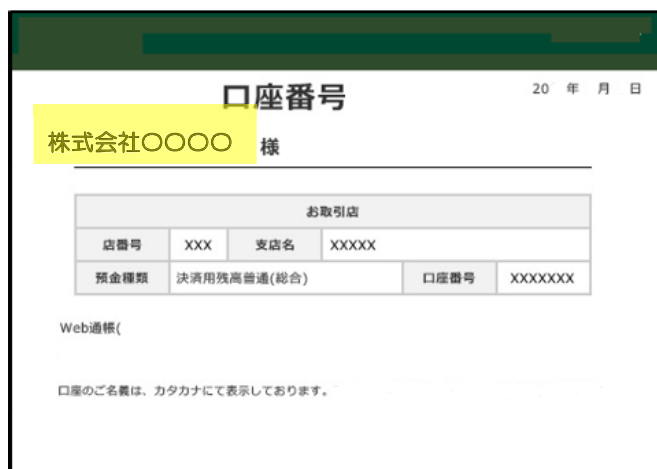 口座番号
20 年 月 日
株式会社〇〇〇〇 様
お取引店
店番号 XXX 支店名 XXXXX
預金種類 決済用残高普通(総合) 口座番号 XXXXXXX
Web通帳(
口座のご名義は、カタカナにて表示しております。